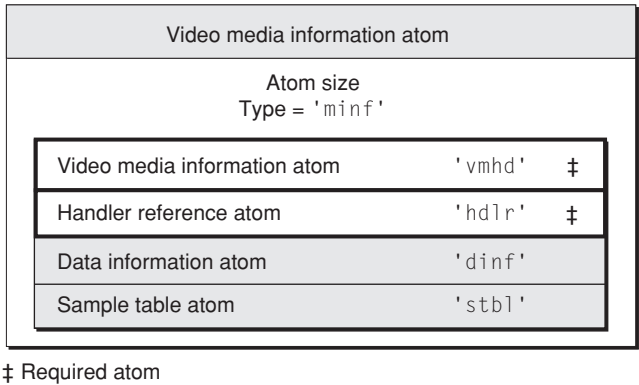 Video media information atom
Atom size
Type = 'minf'
Video media information atom 'vmhd' ‡
Handler reference atom 'hdlr' ‡
Data information atom 'dinf'
Sample table atom 'stbl'
‡ Required atom